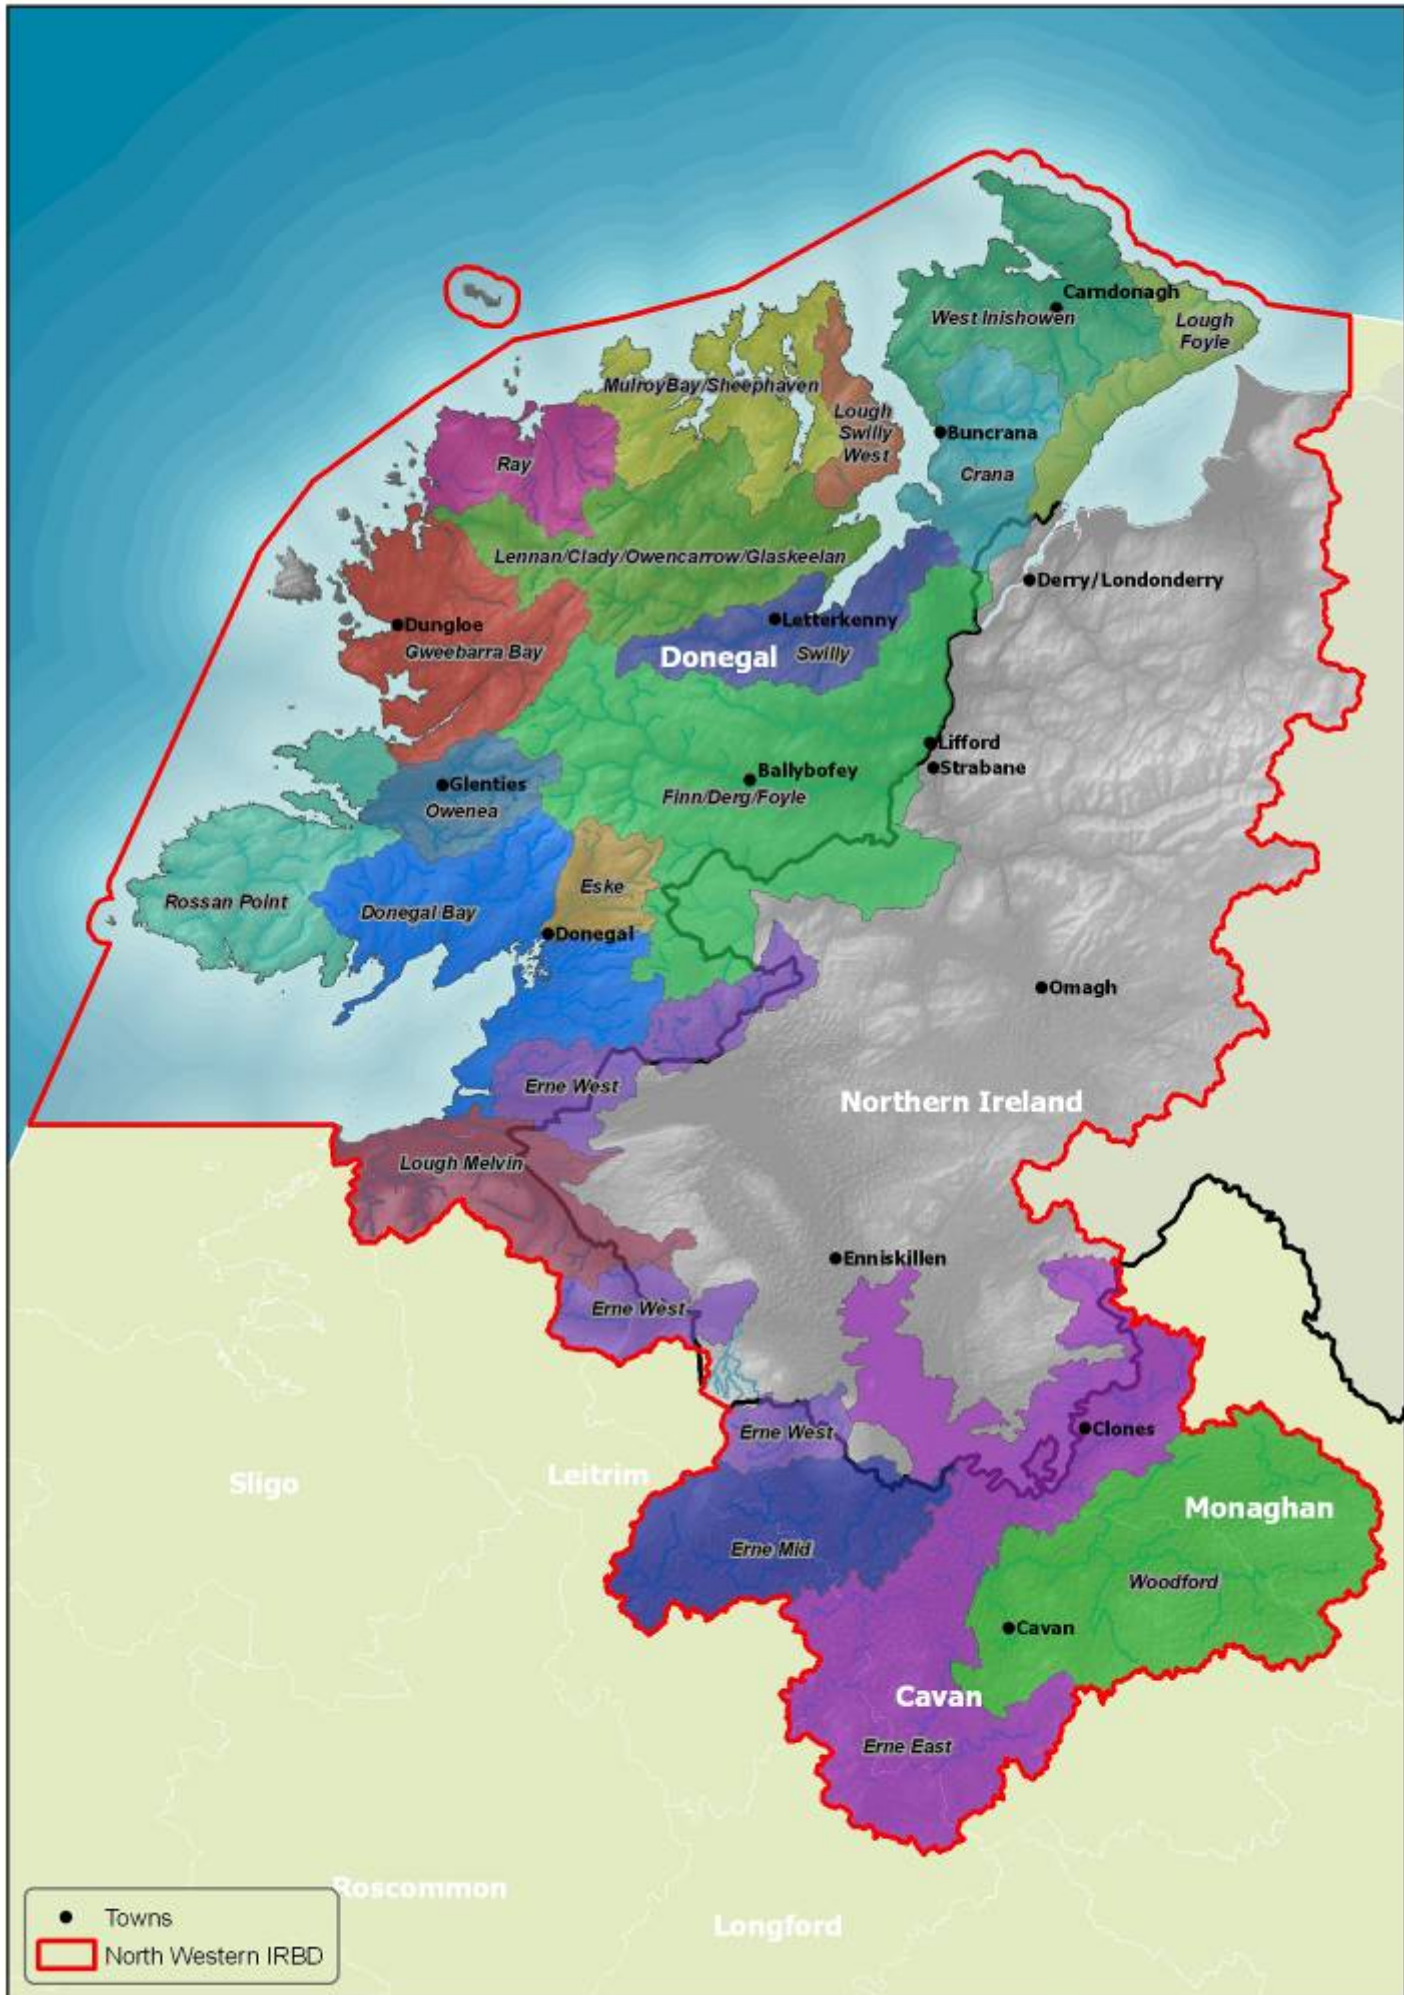 Carndonagh
West Inishowen
Lough
Foyle
MulroyBay/Sheephaven
Lough
Swilly
West
Buncrana
Ray
Crana
Lennan/Clady/Owencarrow/Glaskeelan
Derry/Londonderry
Dungloe
Letterkenny
Gweebarra Bay
Donegal
Swilly
Lifford
Strabane
Ballybofey
Glenties
Finn/Derg/Foyle
Owenea
Eske
Rossan Point
Donegal Bay
Donegal
Omagh
Erne West
Northern Ireland
Lough Melvin
Enniskillen
Erne West
Clones
Erne West
Sligo
Leitrim
Monaghan
Erne Mid
Woodford
Cavan
Cavan
Erne East
Roscommon
Longford
Towns
North Western IRBD